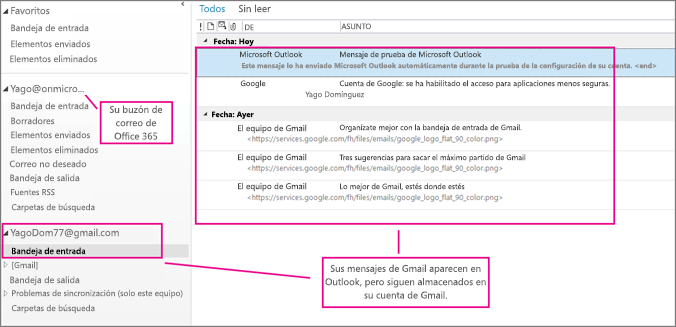 Favoritos
Bandeja de entrada
Elementos enviados
Elementos eliminados
Yago@onmicro...
Bandeja de entrada
Borradores
Elementos enviados
Elementos eliminados
Correo no deseado
Bandeja de salida
Fuentes RSS
Carpetas de búsqueda
Su buzón de
correo de
Office 365
YagoDom77@gmail.com
Bandeja de entrada
[Gmail]
Bandeja de salida
Problemas de sincronización (solo este equipo)
Carpetas de búsqueda
Todos Sin leer
DE ASUNTO
Fecha: Hoy
Microsoft Outlook Mensaje de prueba de Microsoft Outlook
Este mensaje lo ha enviado Microsoft Outlook automáticamente durante la prueba de la configuración de su cuenta. <end>
Google Cuenta de Google: se ha habilitado el acceso para aplicaciones menos seguras.
Yago Domínguez
Fecha: Ayer
El equipo de Gmail Organízate mejor con la bandeja de entrada de Gmail.
<https://services.google.com/fh/files/emails/google_logo_flat_90_color.png>
El equipo de Gmail Tres sugerencias para sacar el máximo partido de Gmail
<https://services.google.com/fh/files/emails/google_logo_flat_90_color.png>
El equipo de Gmail Lo mejor de Gmail, estés donde estés
<https://services.google.com/fh/files/emails/google_logo_flat_90_color.png>
Sus mensajes de Gmail aparecen en
Outlook, pero siguen almacenados en
su cuenta de Gmail.